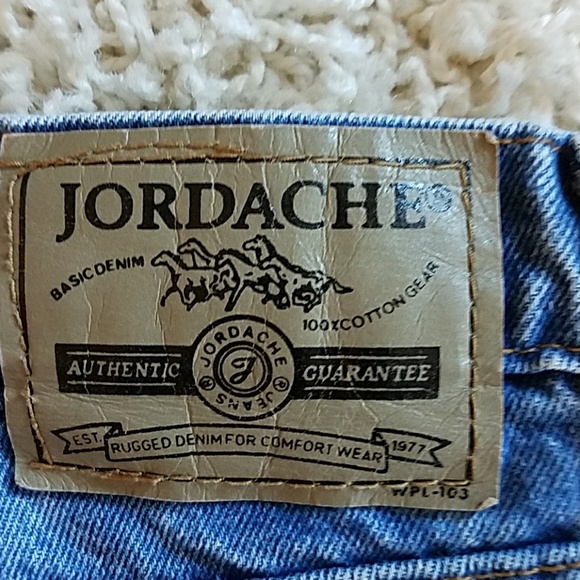 JORDACHE®
BASIC DENIM
100% COTTON GEAR
AUTHENTIC
® JORDACHE ® JEANS
J
GUARANTEE
EST.
RUGGED DENIM FOR COMFORT WEAR
1977
WPL-103